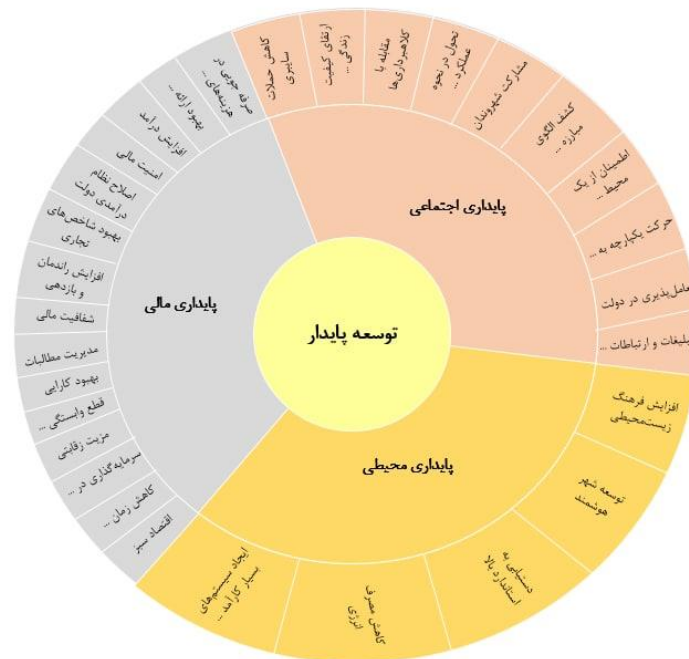 توسعه پایدار
پایداری اجتماعی
کاهش حملات
سایبری
ارتقای کیفیت
زندگی ...
مقابله با
کلاهبرداری‌ها
تحول در نحوه
عملکرد ...
مشارکت شهروندان
کشف الگوی
مبارزه ...
اطمینان از یک
محیط ...
حرکت یکپارچه به ...
عامل‌پذیری در دولت
بلیغات و ارتباطات ...
پایداری محیطی
افزایش فرهنگ
زیست‌محیطی
توسعه شهر
هوشمند
دستیابی به
استاندارد بالا
کاهش مصرف
انرژی
ایجاد سیستم‌های
بسیار کارآمد ...
پایداری مالی
اقتصاد سبز
کاهش زمان ...
سرمایه‌گذاری در ...
مزیت رقابتی
قطع وابستگی ...
بهبود کارایی
مدیریت مطالبات
شفافیت مالی
افزایش راندمان
و بازدهی
بهبود شاخص‌های
تجاری
اصلاح نظام
درآمدی دولت
امنیت مالی
افزایش درآمد
بهبود ارائه ...
صرفه جویی در
هزینه‌های ...